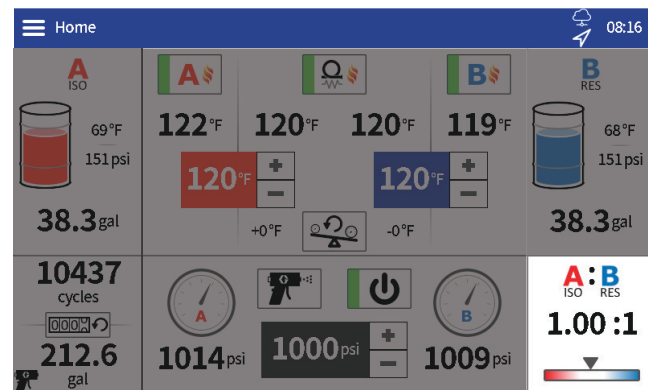 Home 08:16
A
ISO
69°F
151 psi
38.3 gal
A B
122 °F 120 °F 120 °F 119 °F
120 °F + − 120 °F + −
+0°F -0°F
B
RES
68°F
151 psi
38.3 gal
10437
cycles
212.6
gal
A
1014 psi
1000 psi + −
B
1009 psi
A : B
ISO RES
1.00 :1